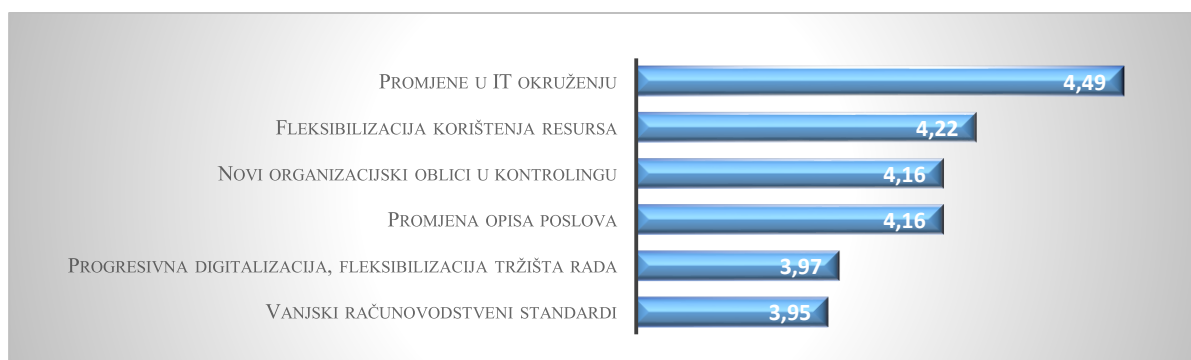 Promjene u IT okruženju 4,49
Fleksibilizacija korištenja resursa 4,22
Novi organizacijski oblici u kontrolingu 4,16
Promjena opisa poslova 4,16
Progresivna digitalizacija, fleksibilizacija tržišta rada 3,97
Vanjski računovodstveni standardi 3,95